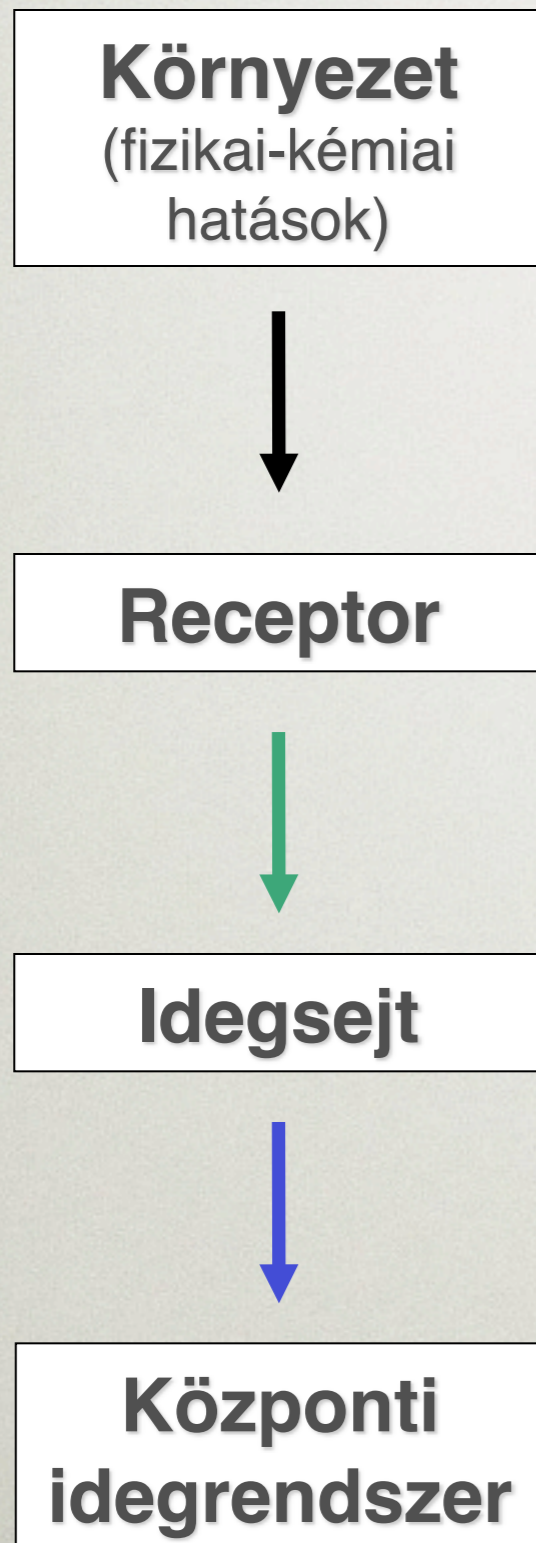 Környezet
(fizikai-kémiai
hatások)
Receptor
Idegsejt
Központi
idegrendszer